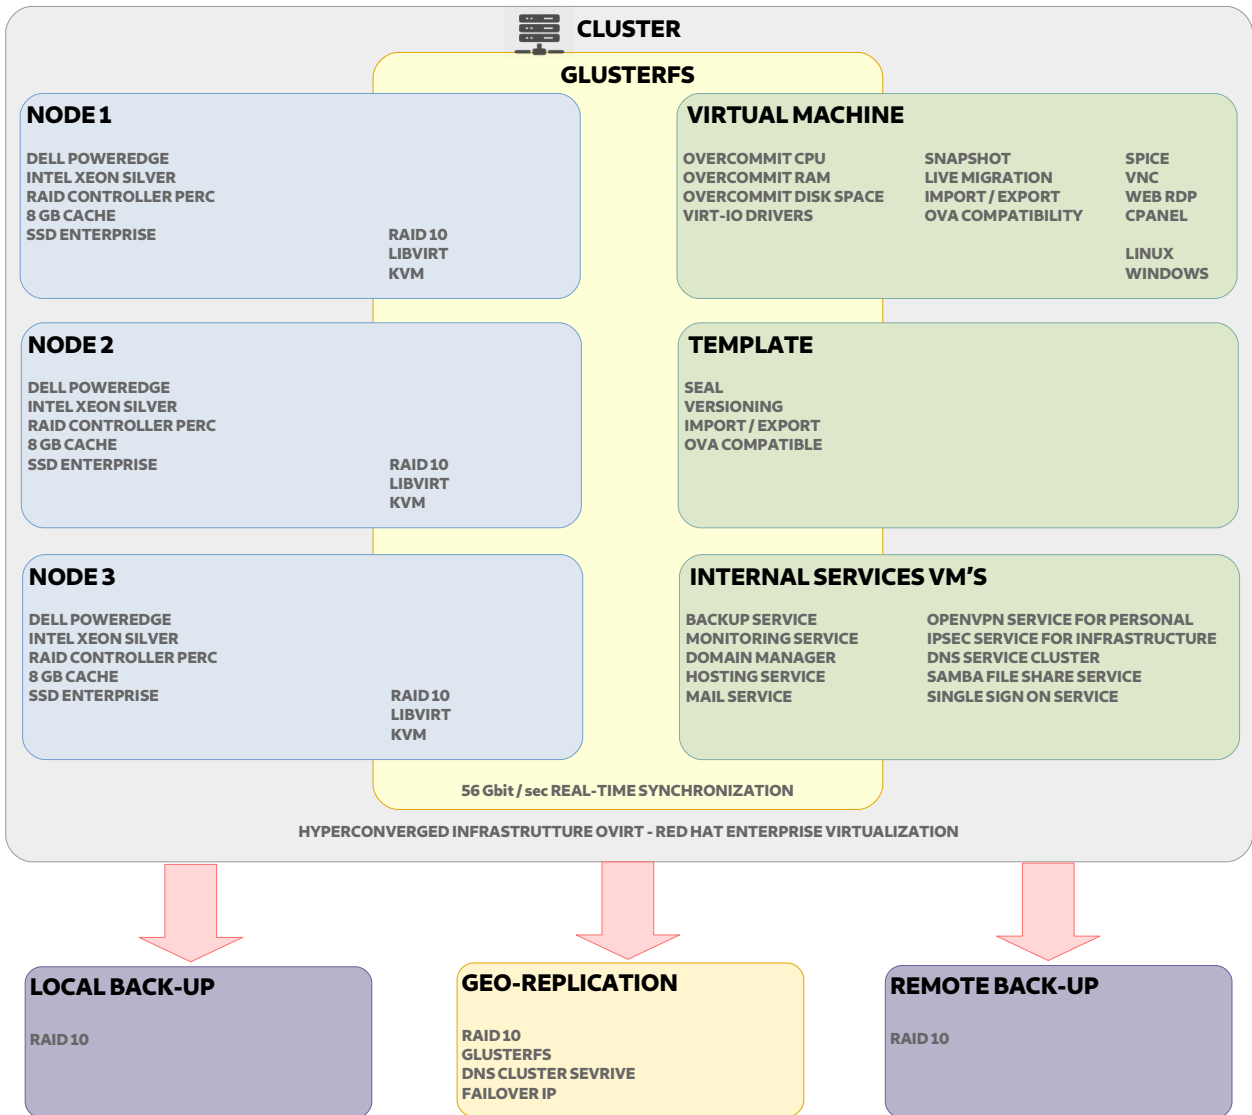 CLUSTER
GLUSTERFS
NODE 1
DELL POWEREDGE
INTEL XEON SILVER
RAID CONTROLLER PERC
8 GB CACHE
SSD ENTERPRISE
RAID 10
LIBVIRT
KVM
VIRTUAL MACHINE
OVERCOMMIT CPU
OVERCOMMIT RAM
OVERCOMMIT DISK SPACE
VIRT-IO DRIVERS
SNAPSHOT
LIVE MIGRATION
IMPORT / EXPORT
OVA COMPATIBILITY
SPICE
VNC
WEB RDP
CPANEL
LINUX
WINDOWS
NODE 2
DELL POWEREDGE
INTEL XEON SILVER
RAID CONTROLLER PERC
8 GB CACHE
SSD ENTERPRISE
RAID 10
LIBVIRT
KVM
TEMPLATE
SEAL
VERSIONING
IMPORT / EXPORT
OVA COMPATIBLE
NODE 3
DELL POWEREDGE
INTEL XEON SILVER
RAID CONTROLLER PERC
8 GB CACHE
SSD ENTERPRISE
RAID 10
LIBVIRT
KVM
INTERNAL SERVICES VM’S
BACKUP SERVICE
MONITORING SERVICE
DOMAIN MANAGER
HOSTING SERVICE
MAIL SERVICE
OPENVPN SERVICE FOR PERSONAL
IPSEC SERVICE FOR INFRASTRUCTURE
DNS SERVICE CLUSTER
SAMBA FILE SHARE SERVICE
SINGLE SIGN ON SERVICE
56 Gbit / sec REAL-TIME SYNCHRONIZATION
HYPERCONVERGED INFRASTRUTTURE OVIRT - RED HAT ENTERPRISE VIRTUALIZATION
LOCAL BACK-UP
RAID 10
GEO-REPLICATION
RAID 10
GLUSTERFS
DNS CLUSTER SEVRIVE
FAILOVER IP
REMOTE BACK-UP
RAID 10